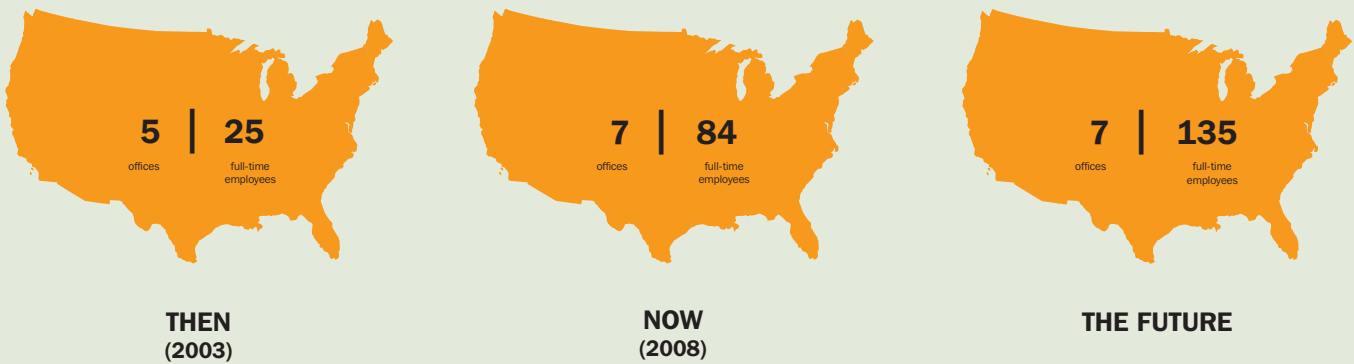 5 | 25
offices
full-time
employees
7 | 84
offices
full-time
employees
7 | 135
offices
full-time
employees
THEN
(2003)
NOW
(2008)
THE FUTURE